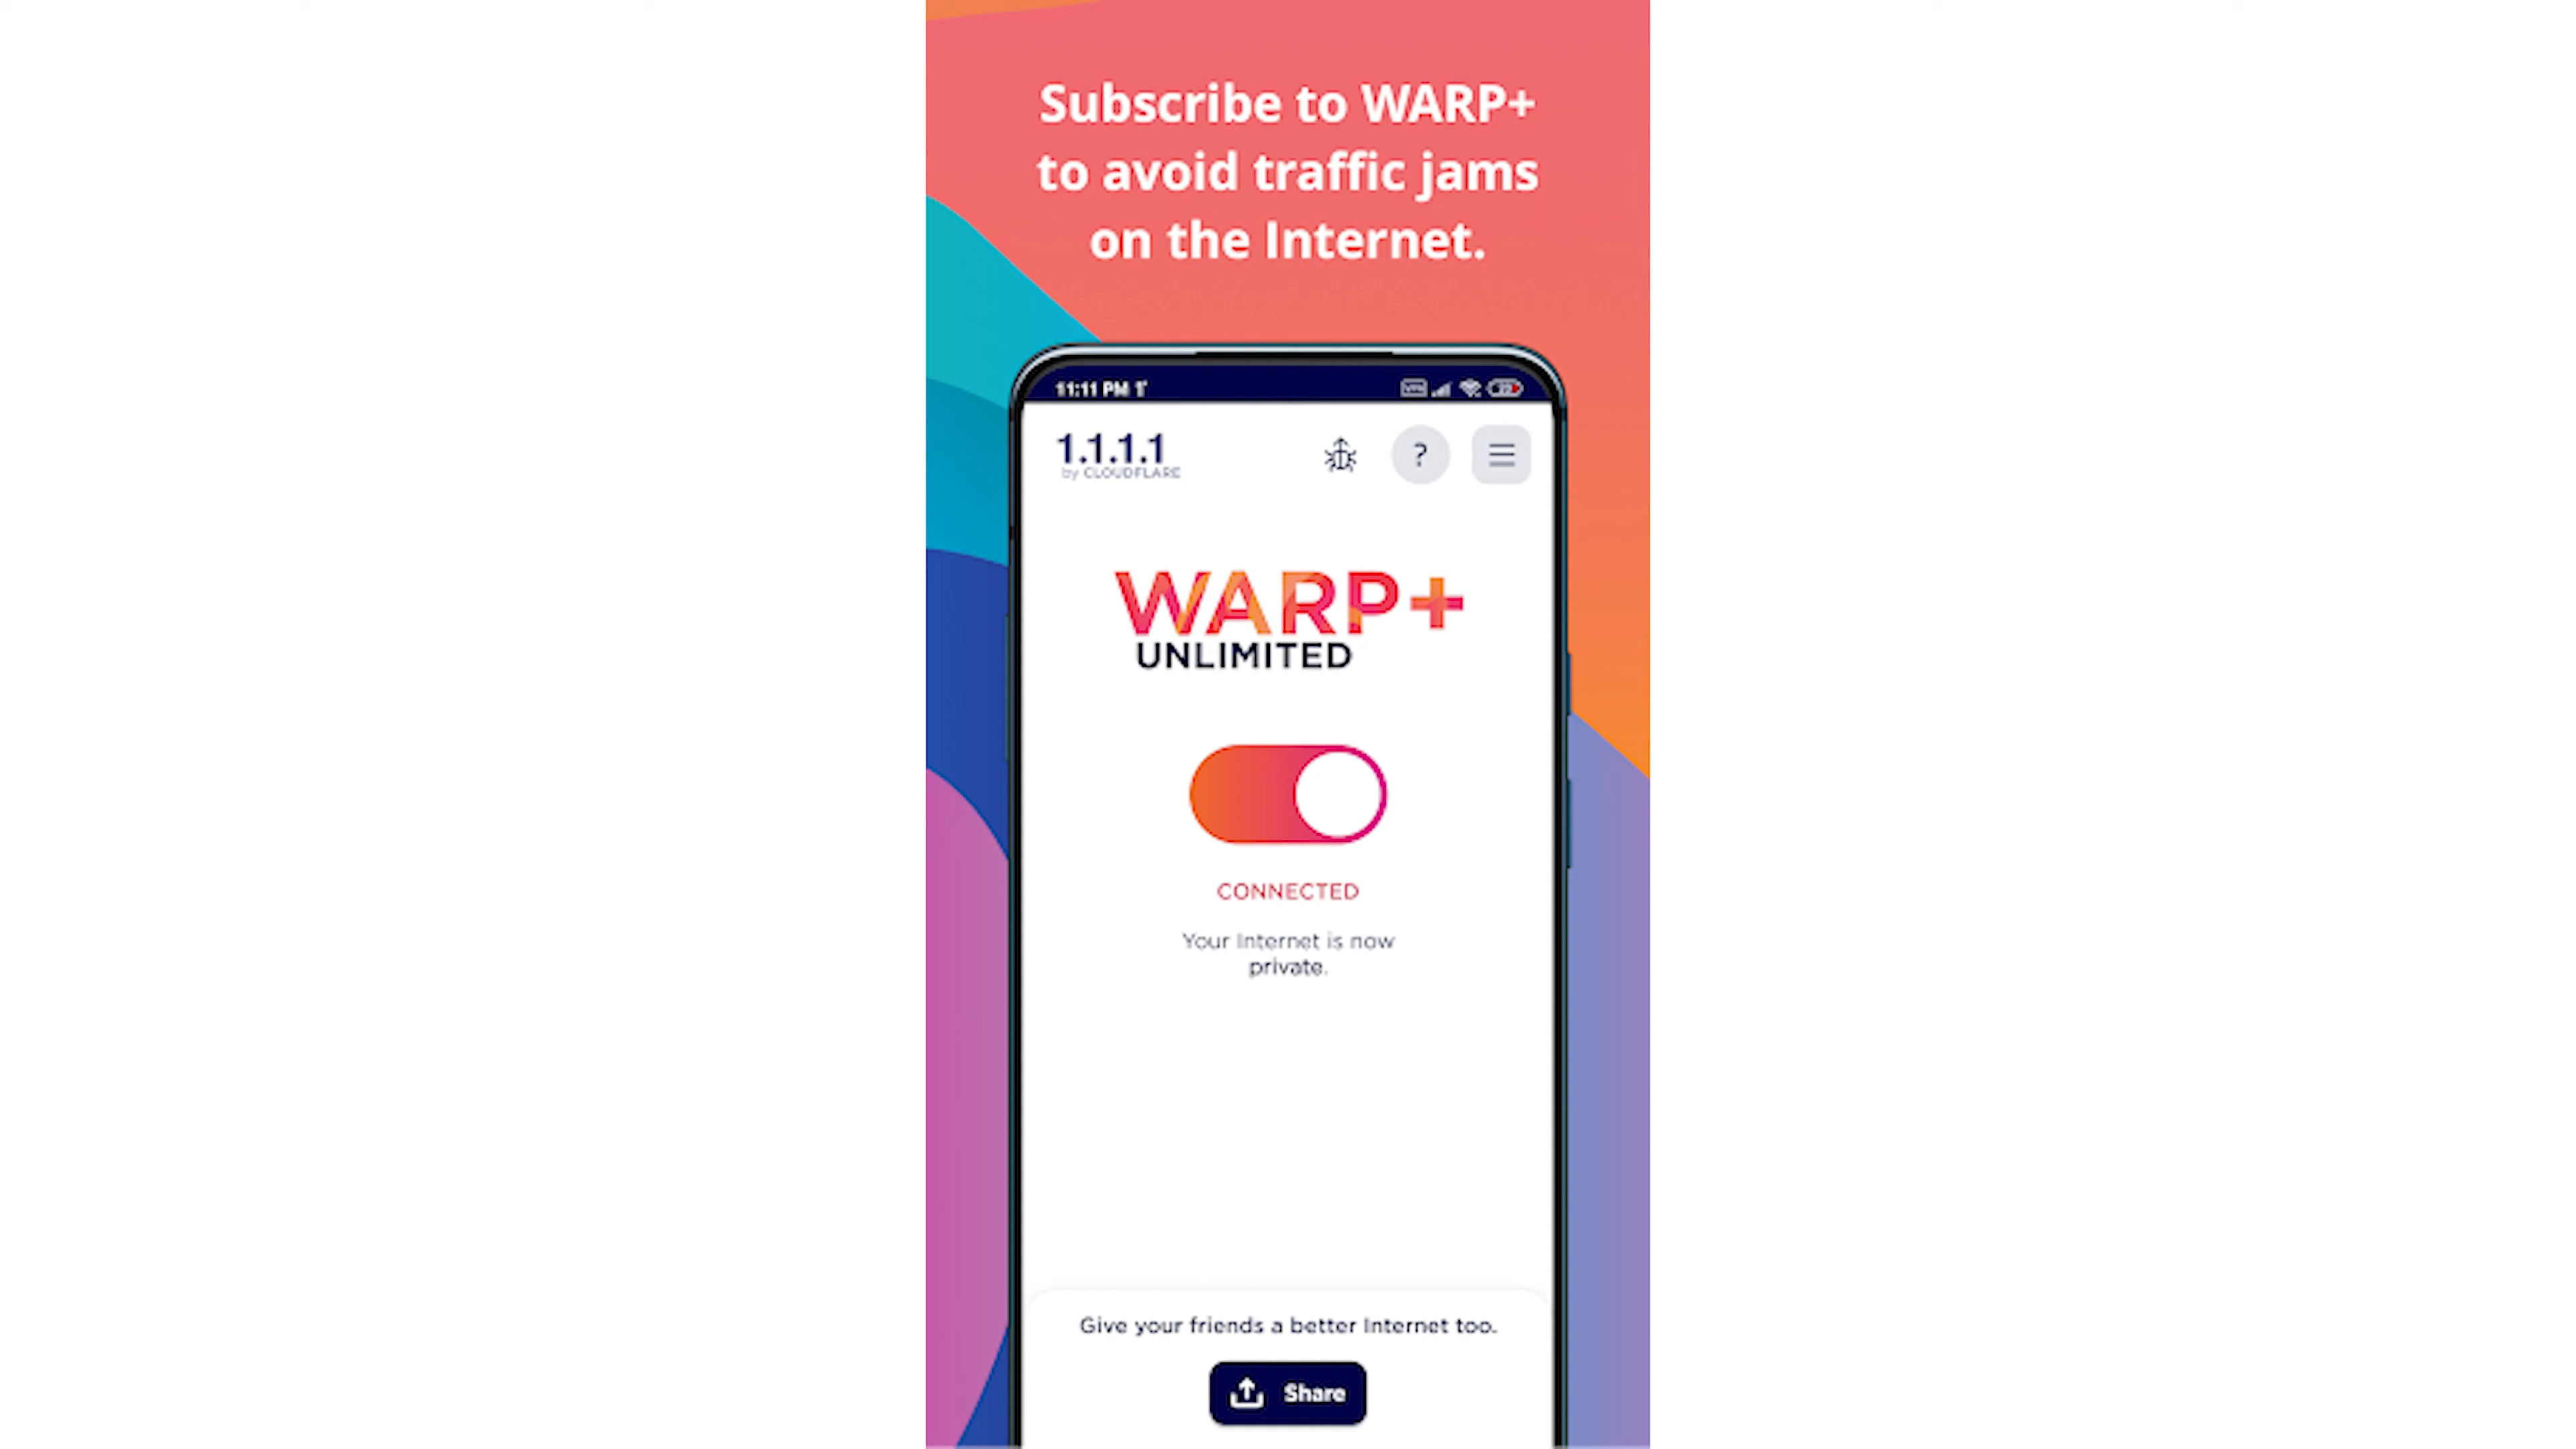 Subscribe to WARP+
to avoid traffic jams
on the Internet.
11:11 PM
1.1.1.1
by CLOUDFLARE
?
WARP+
UNLIMITED
CONNECTED
Your Internet is now
private.
Give your friends a better Internet too.
Share